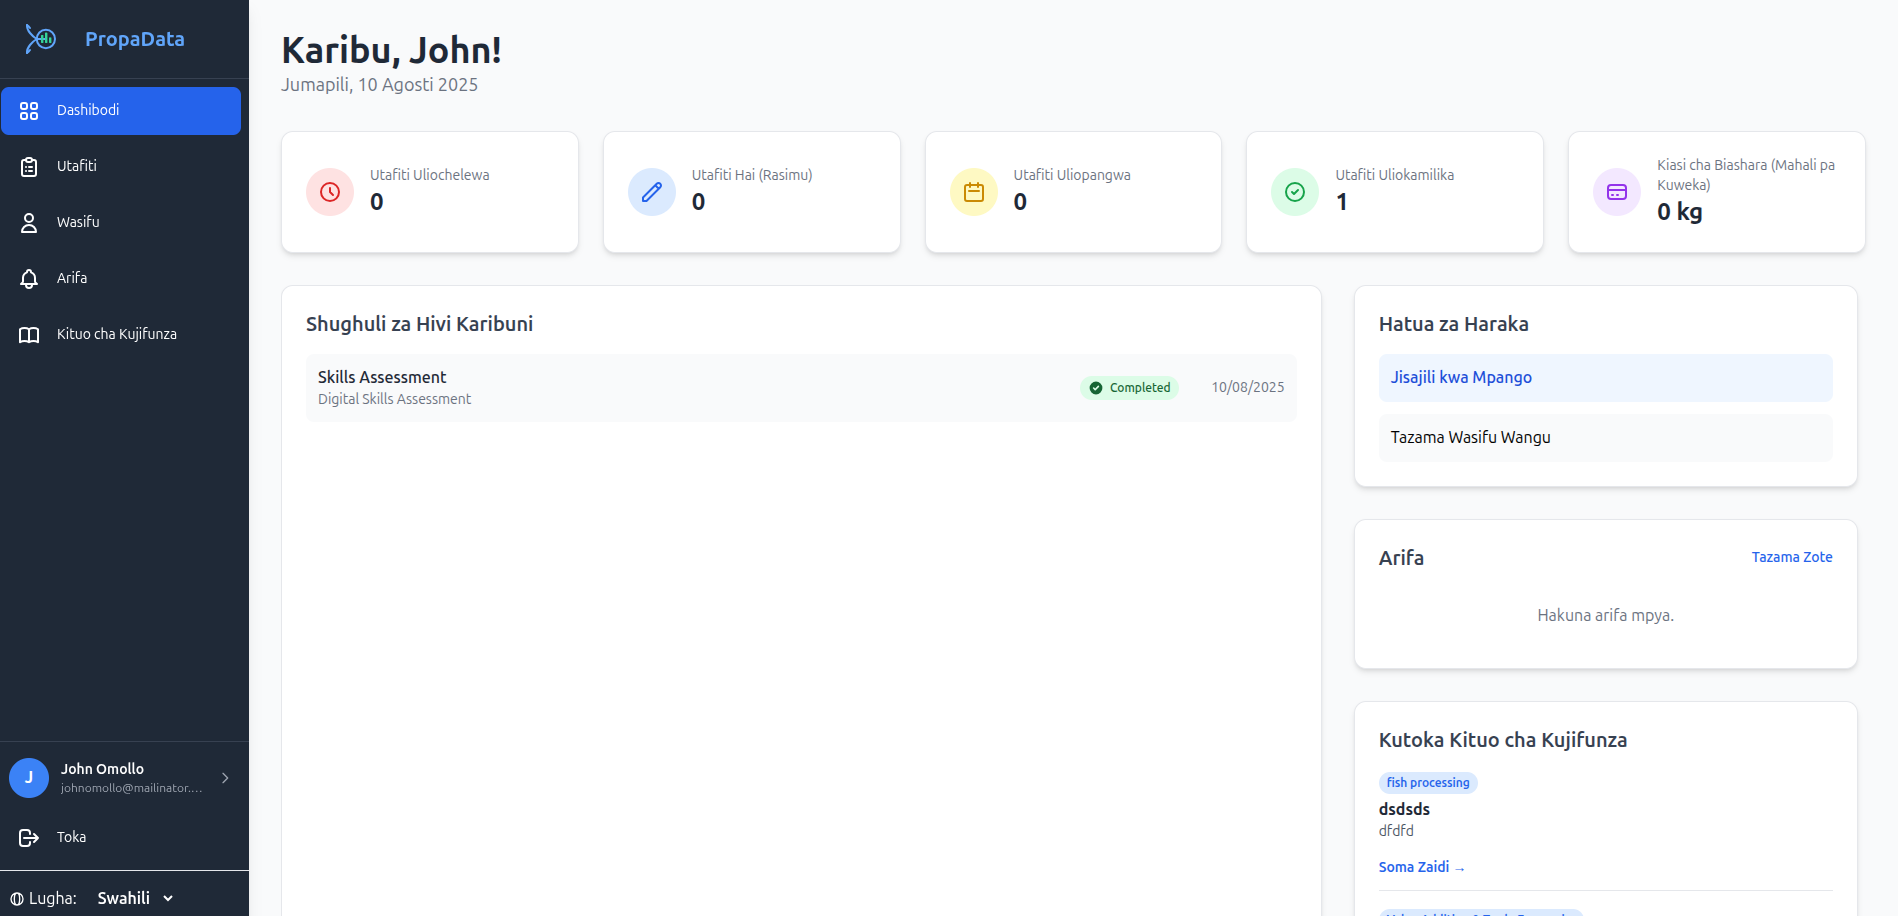 PropaData
Dashibodi
Utafiti
Wasifu
Arifa
Kituo cha Kujifunza
J
John Omollo
johnomollo@mailinator....
Toka
Lugha: Swahili
Karibu, John!
Jumapili, 10 Agosti 2025
Utafiti Uliochelewa
0
Utafiti Hai (Rasimu)
0
Utafiti Uliopangwa
0
Utafiti Uliokamilika
1
Kiasi cha Biashara (Mahali pa
Kuweka)
0 kg
Shughuli za Hivi Karibuni
Skills Assessment
Digital Skills Assessment
Completed
10/08/2025
Hatua za Haraka
Jisajili kwa Mpango
Tazama Wasifu Wangu
Arifa
Tazama Zote
Hakuna arifa mpya.
Kutoka Kituo cha Kujifunza
fish processing
dsdsds
dfdfd
Soma Zaidi →